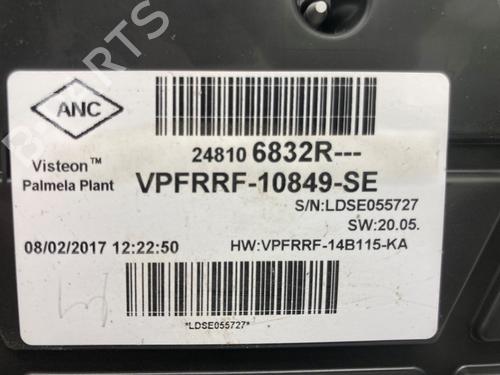 B-PARTS
ANC
Visteon™
Palmela Plant
24810 6832R---
VPFRRF-10849-SE
S/N:LDSE055727
SW:20.05.
08/02/2017 12:22:50
HW:VPFRRF-14B115-KA
*LDSE055727*